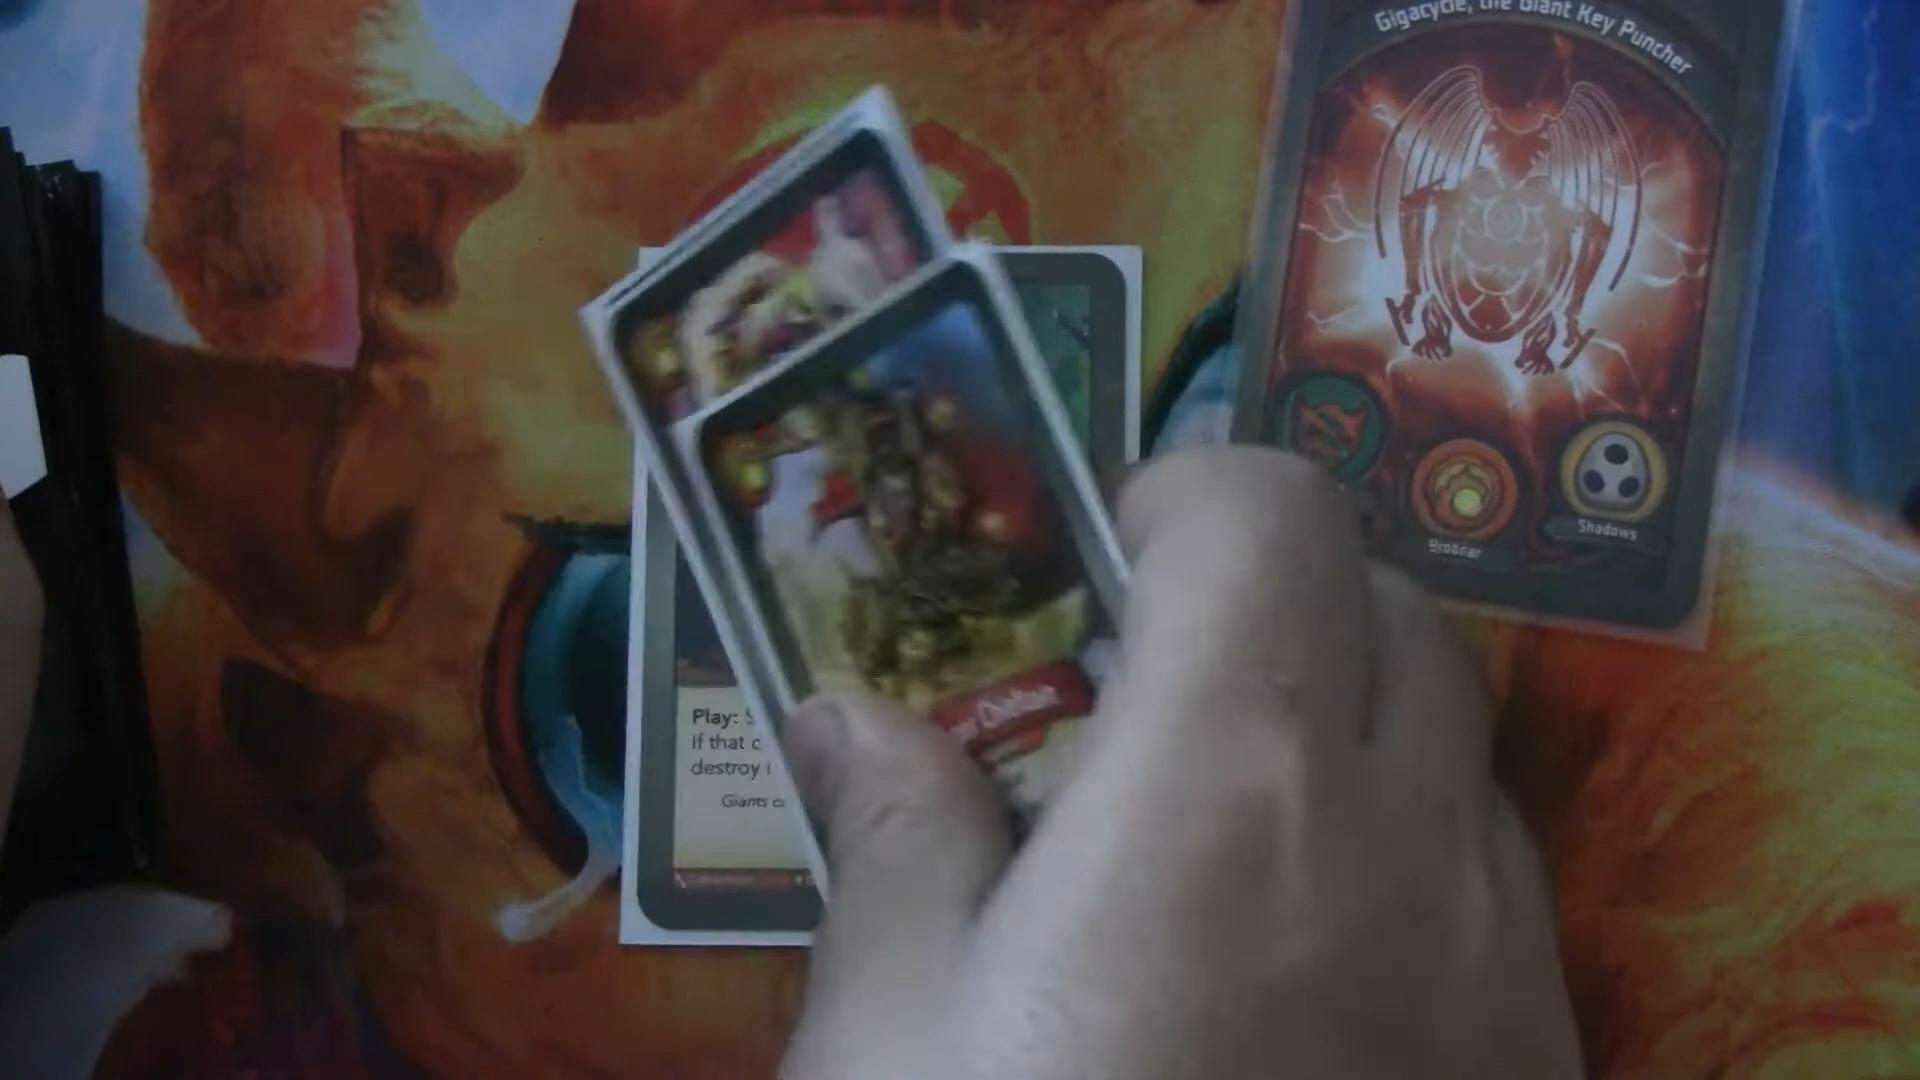 Gigacycle, the Giant Key Puncher
Brobnar
Shadows
Play:
If that c
destroy i
Giants ca